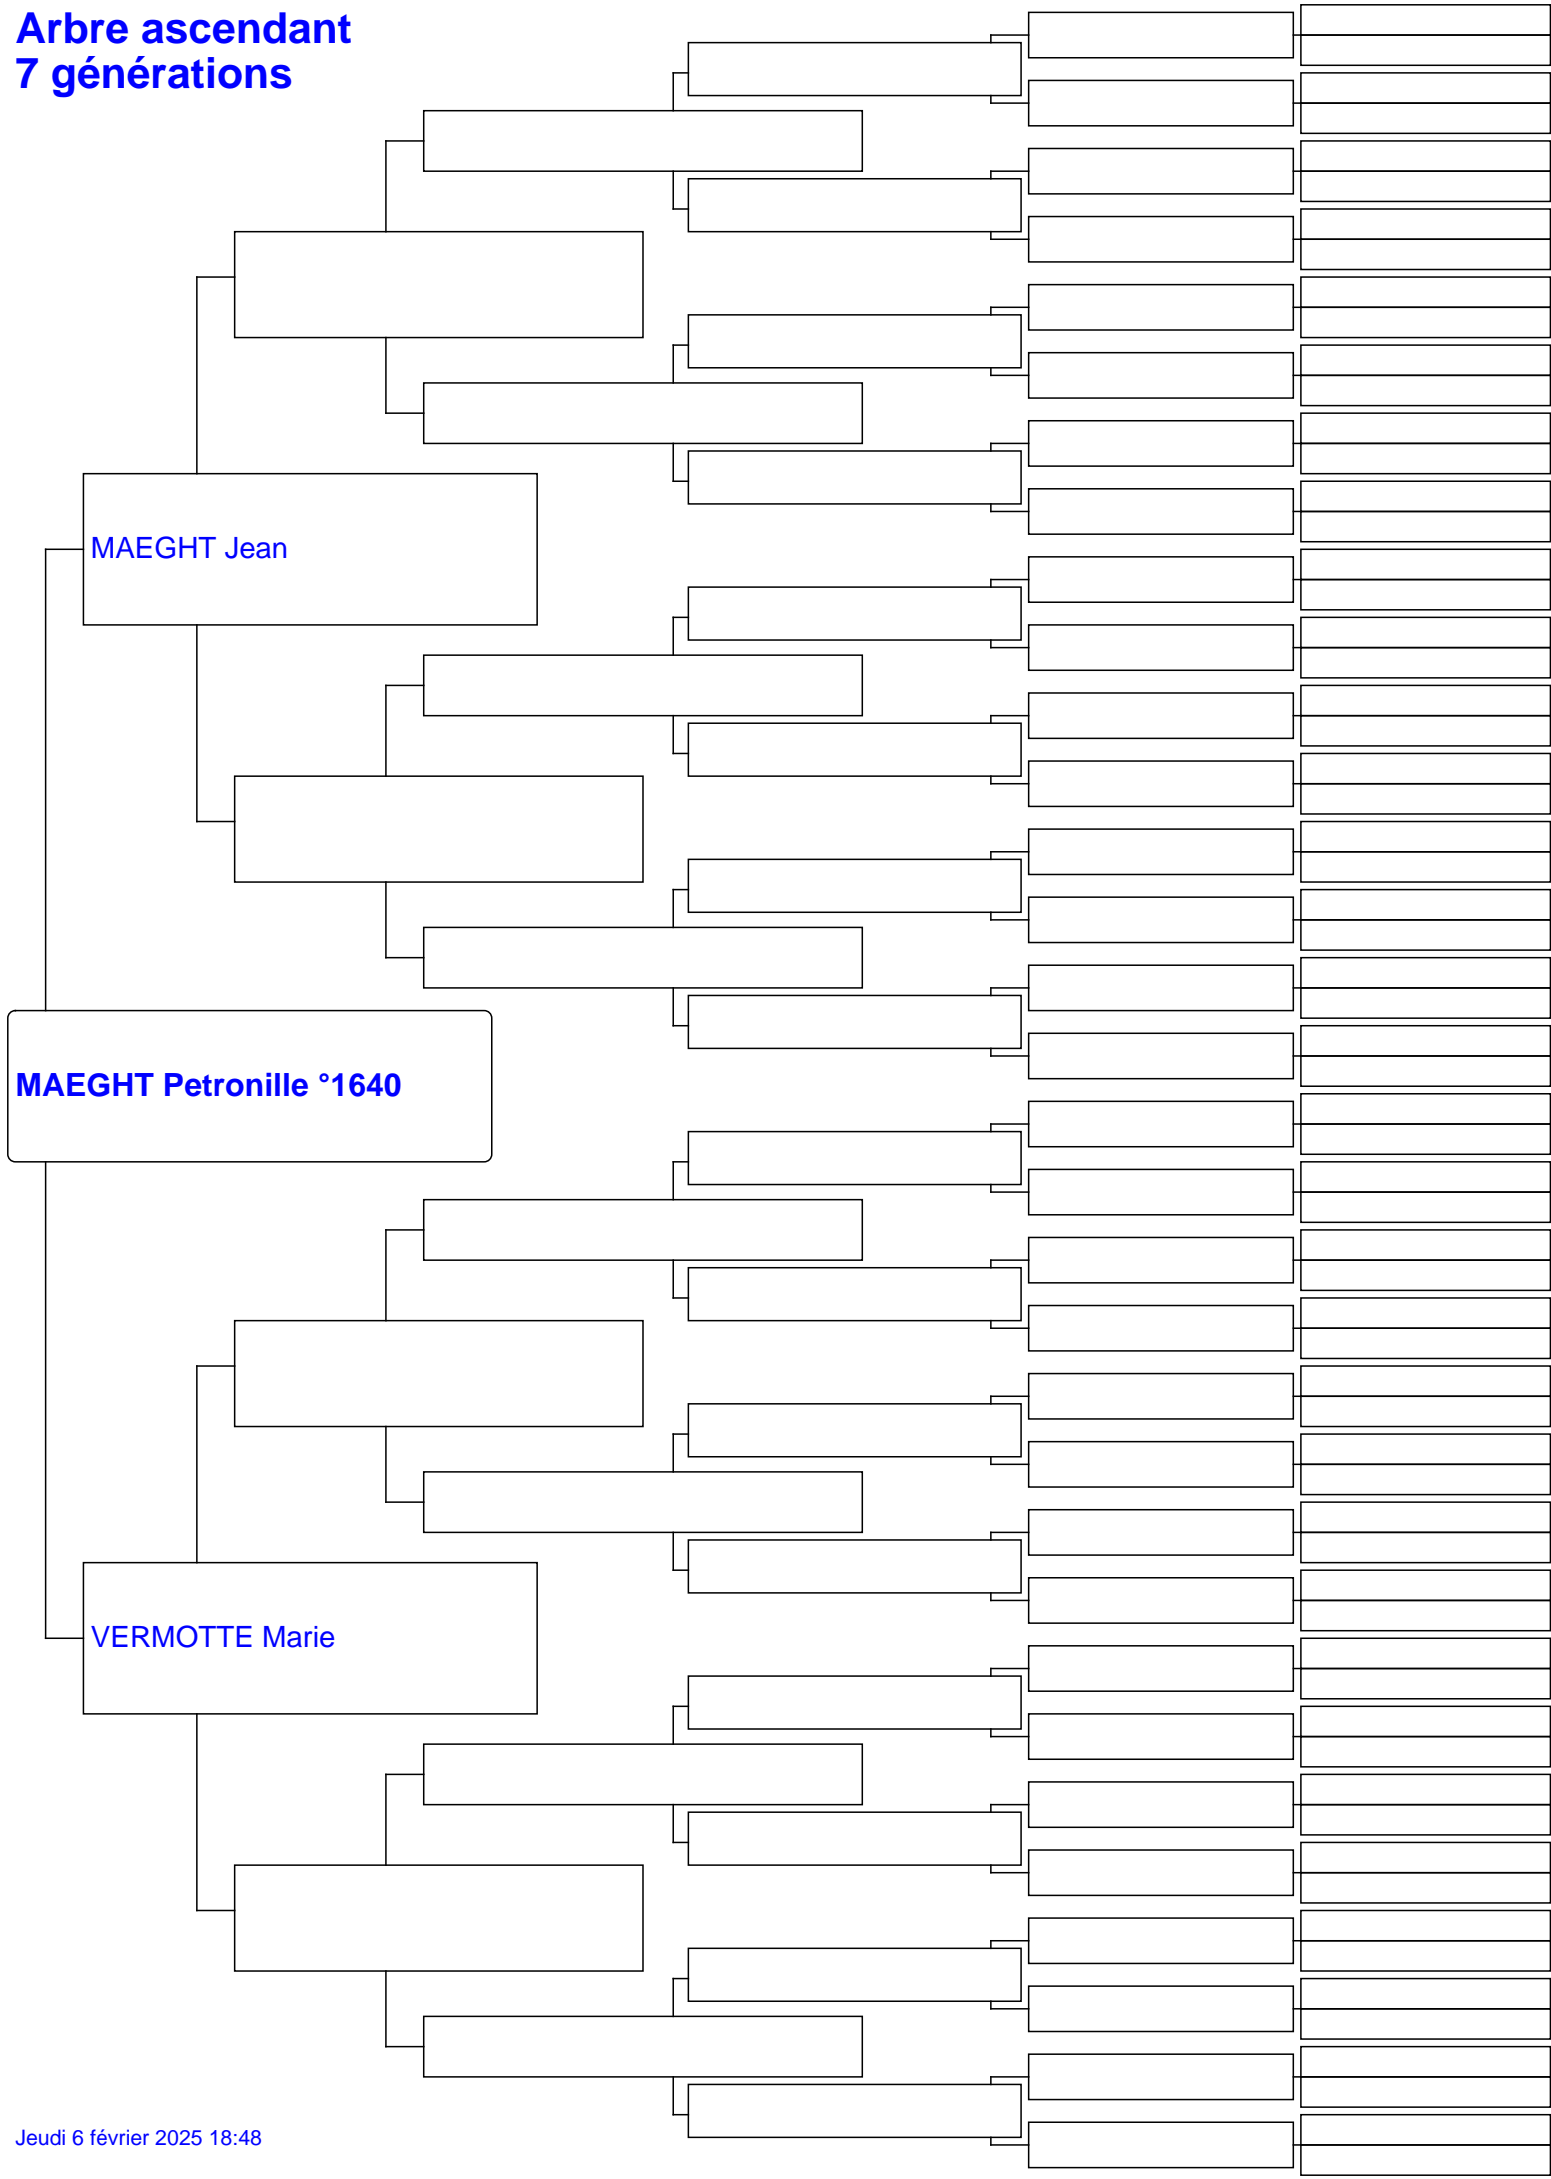 Arbre ascendant
7 générations
MAEGHT Jean
MAEGHT Petronille °1640
VERMOTTE Marie
Jeudi 6 février 2025 18:48